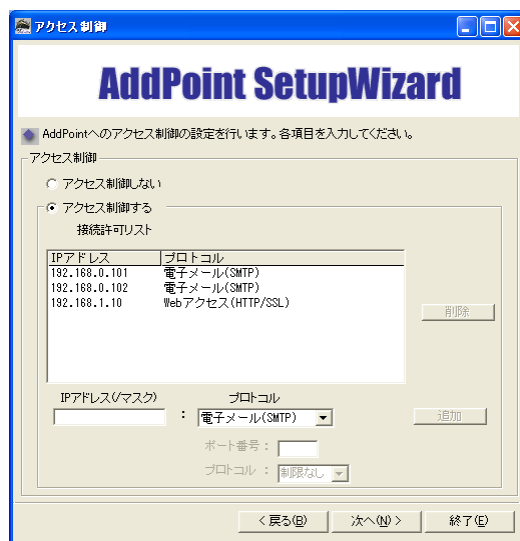 アクセス制御
AddPoint SetupWizard
AddPointへのアクセス制御の設定を行います。各項目を入力してください。
アクセス制御
アクセス制御しない
アクセス制御する
接続許可リスト
IPアドレス プロトコル
192.168.0.101 電子メール(SMTP)
192.168.0.102 電子メール(SMTP)
192.168.1.10 Webアクセス(HTTP/SSL)
削除
IPアドレス(/マスク) プロトコル
: 電子メール(SMTP) 追加
ポート番号 :
プロトコル : 制限なし
< 戻る(B) 次へ(N) > 終了(E)